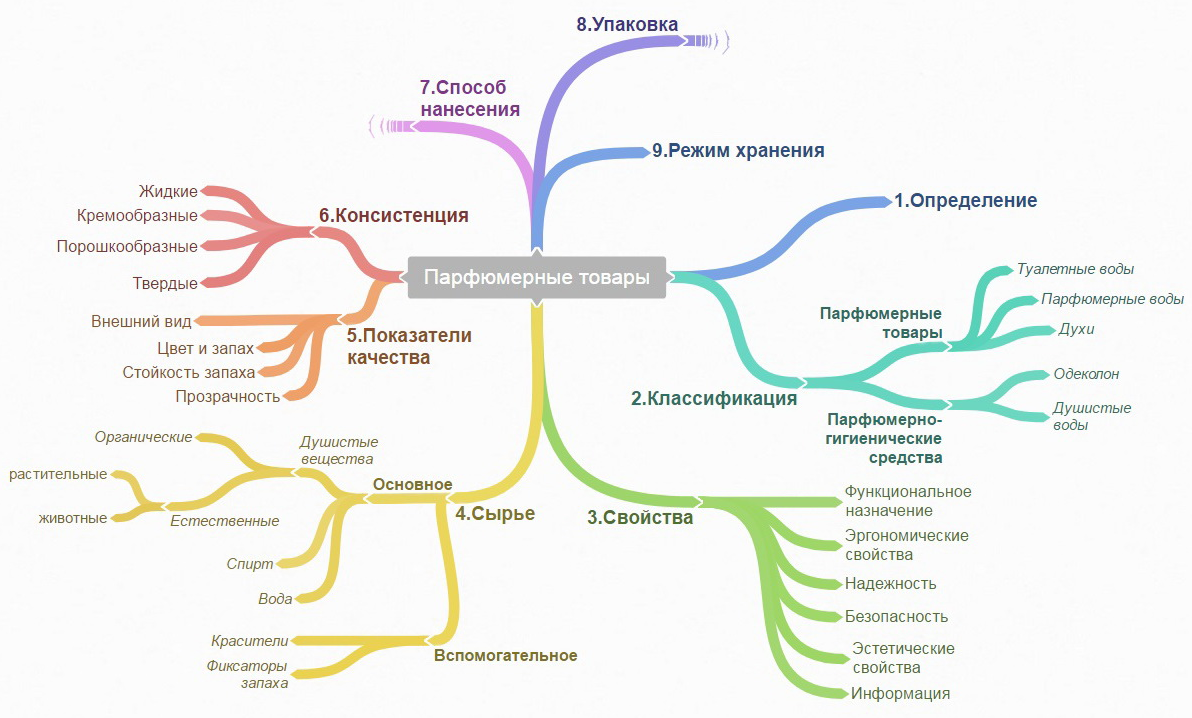 8.Упаковка
7.Способ
нанесения
9.Режим хранения
1.Определение
Жидкие
Кремообразные
Порошкообразные
Твердые
6.Консистенция
Парфюмерные товары
Внешний вид
Цвет и запах
Стойкость запаха
Прозрачность
5.Показатели
качества
Туалетные воды
Парфюмерные воды
Духи
Парфюмерные
товары
2.Классификация
Одеколон
Душистые
воды
Парфюмерно-
гигиенические
средства
Органические
Душистые
вещества
растительные
животные
Естественные
Основное
4.Сырье
Спирт
Вода
Красители
Фиксаторы
запаха
Вспомогательное
3.Свойства
Функциональное
назначение
Эргономические
свойства
Надежность
Безопасность
Эстетические
свойства
Информация